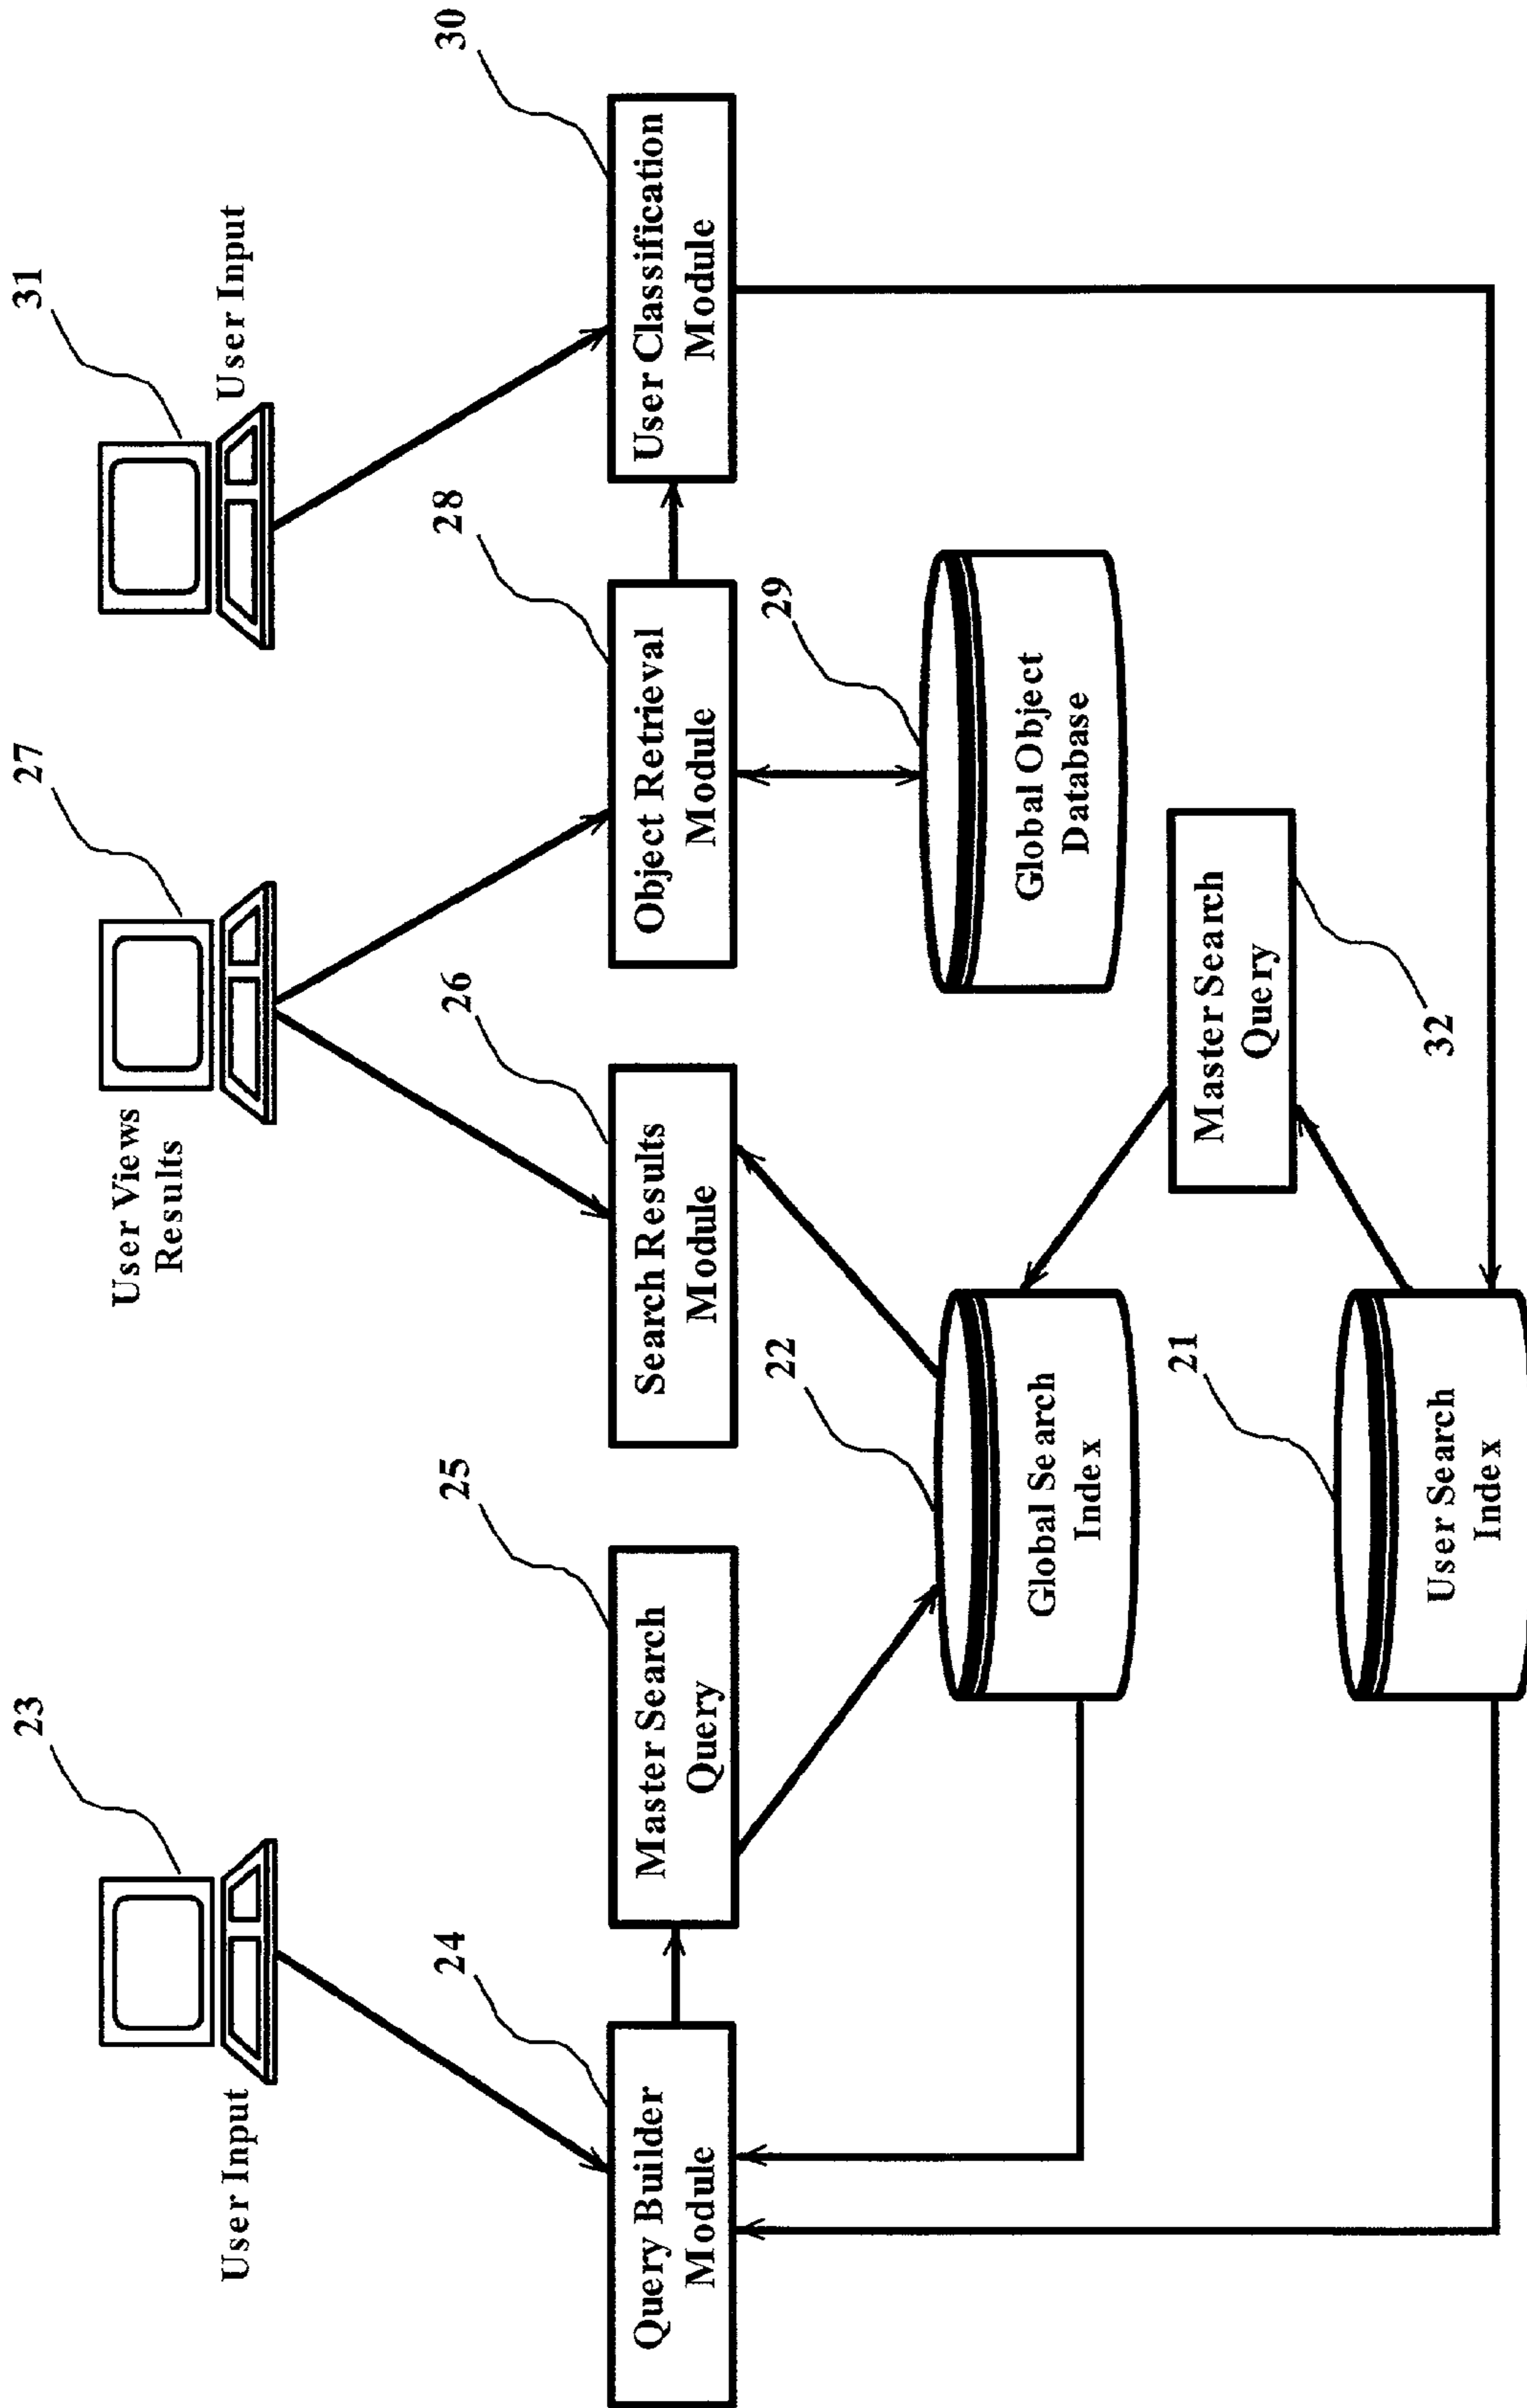 23
User Input
27
User Views
Results
31
User Input
24
Query Builder
Module
25
Master Search
Query
26
Search Results
Module
28
Object Retrieval
Module
30
User Classification
Module
22
Global Search
Index
29
Global Object
Database
21
User Search
Index
Master Search
Query
32